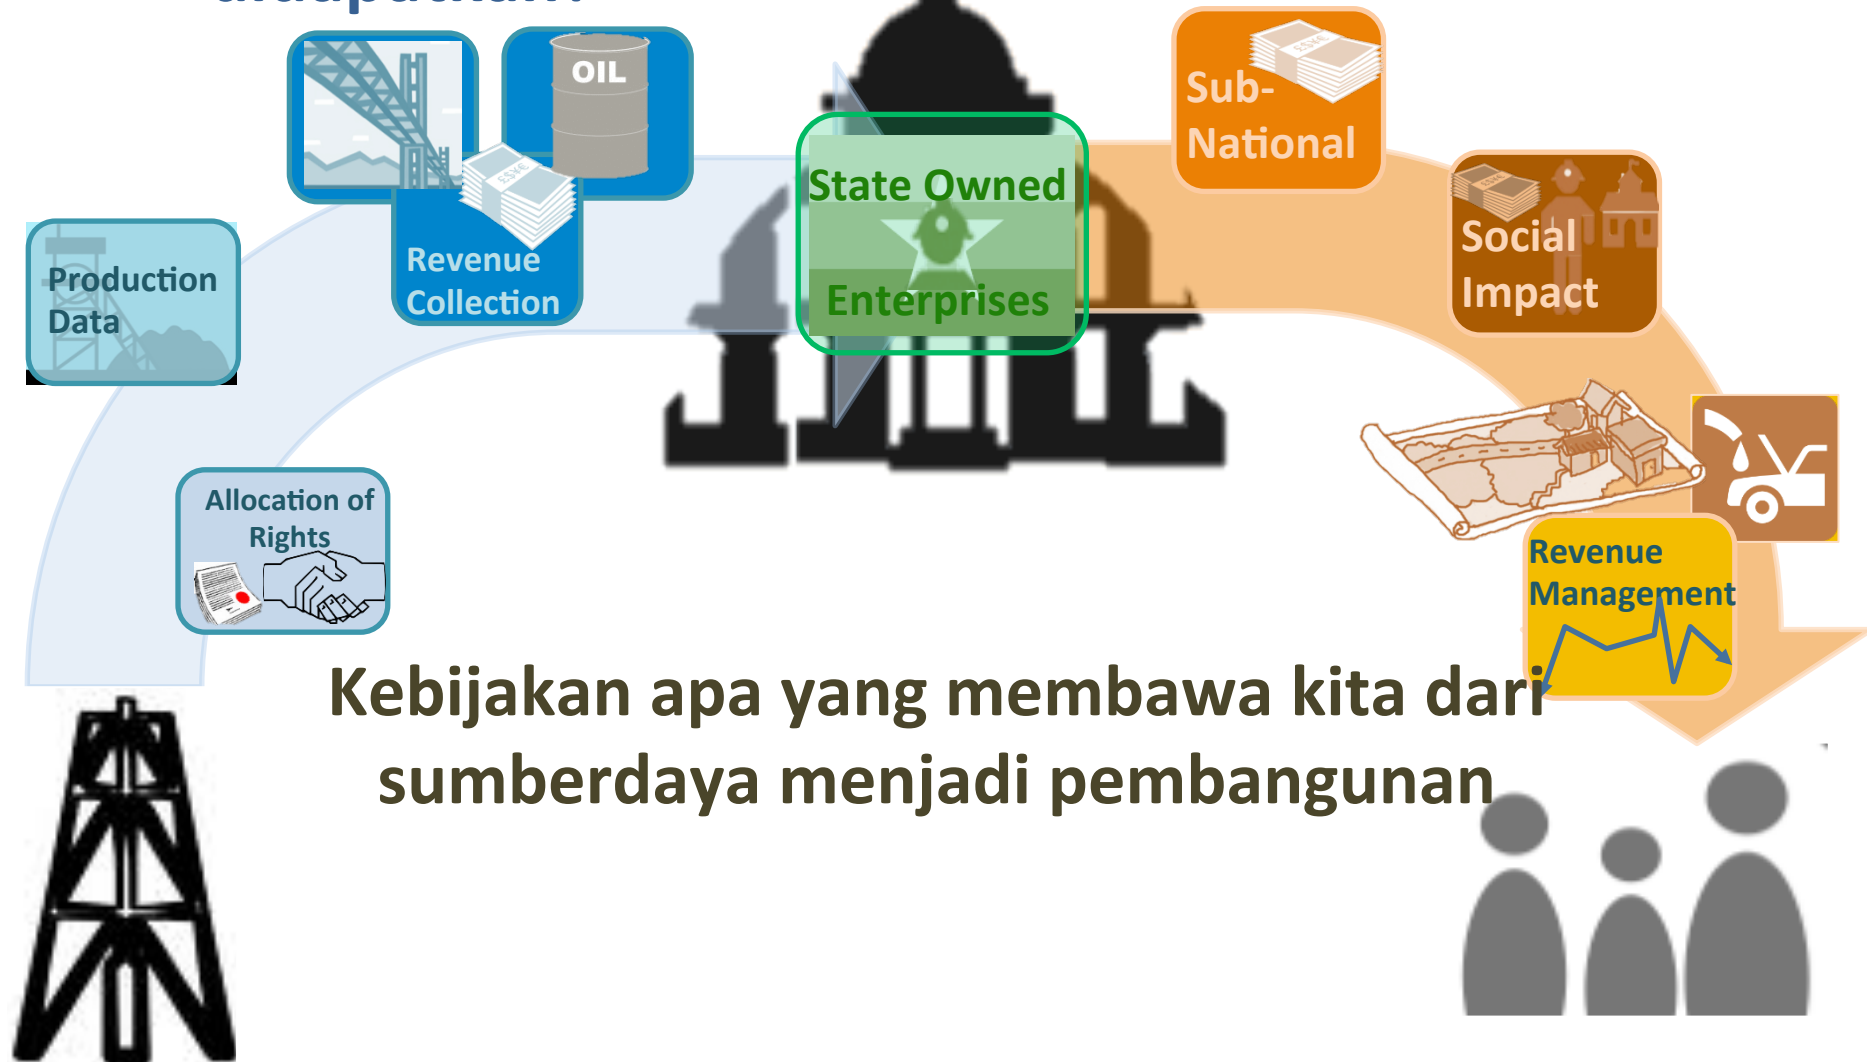 OIL
Sub-
National
State Owned
Enterprises
Social
Impact
Revenue
Collection
Production
Data
Allocation of
Rights
Revenue
Management
Kebijakan apa yang membawa kita dari
sumberdaya menjadi pembangunan